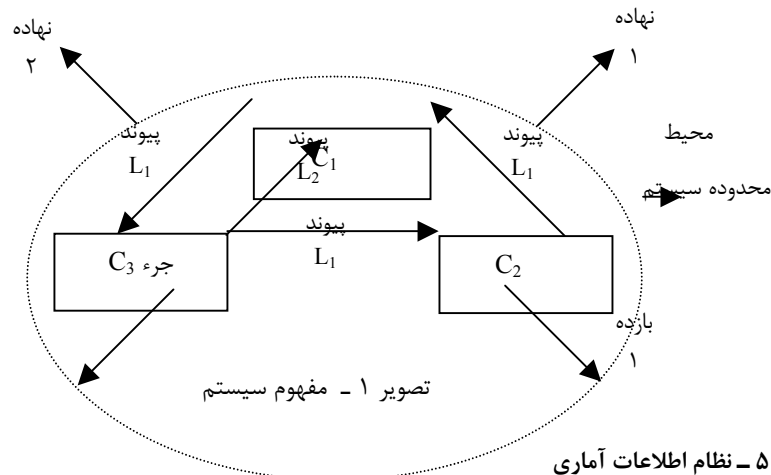 نهاده
۱
نهاده
۲
محیط
محدوده سیستم
پیوند
L₁
پیوند
L₂
پیوند
L₁
C₁
پیوند
L₁
C₂
جرء C₃
بازده
۱
تصویر ۱ ـ مفهوم سیستم
۵ ـ نظام اطلاعات آماری